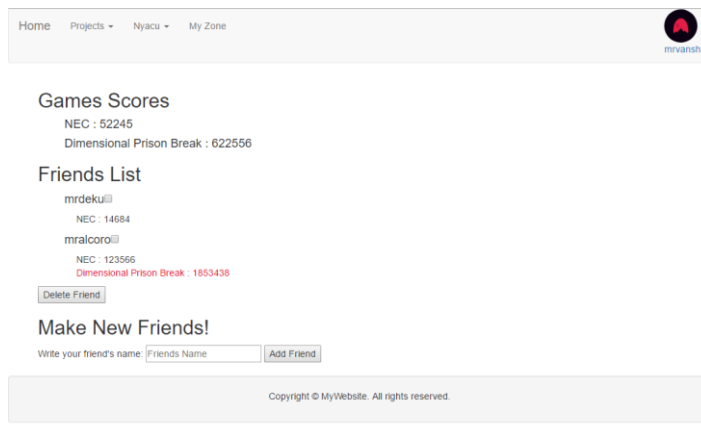 Home Projects Nyacu My Zone
mrvansh
Games Scores
NEC : 52245
Dimensional Prison Break : 622556
Friends List
mrdeku
NEC : 14684
mralcoro
NEC : 123566
Dimensional Prison Break : 1853438
Delete Friend
Make New Friends!
Write your friend's name: Friends Name Add Friend
Copyright © MyWebsite. All rights reserved.